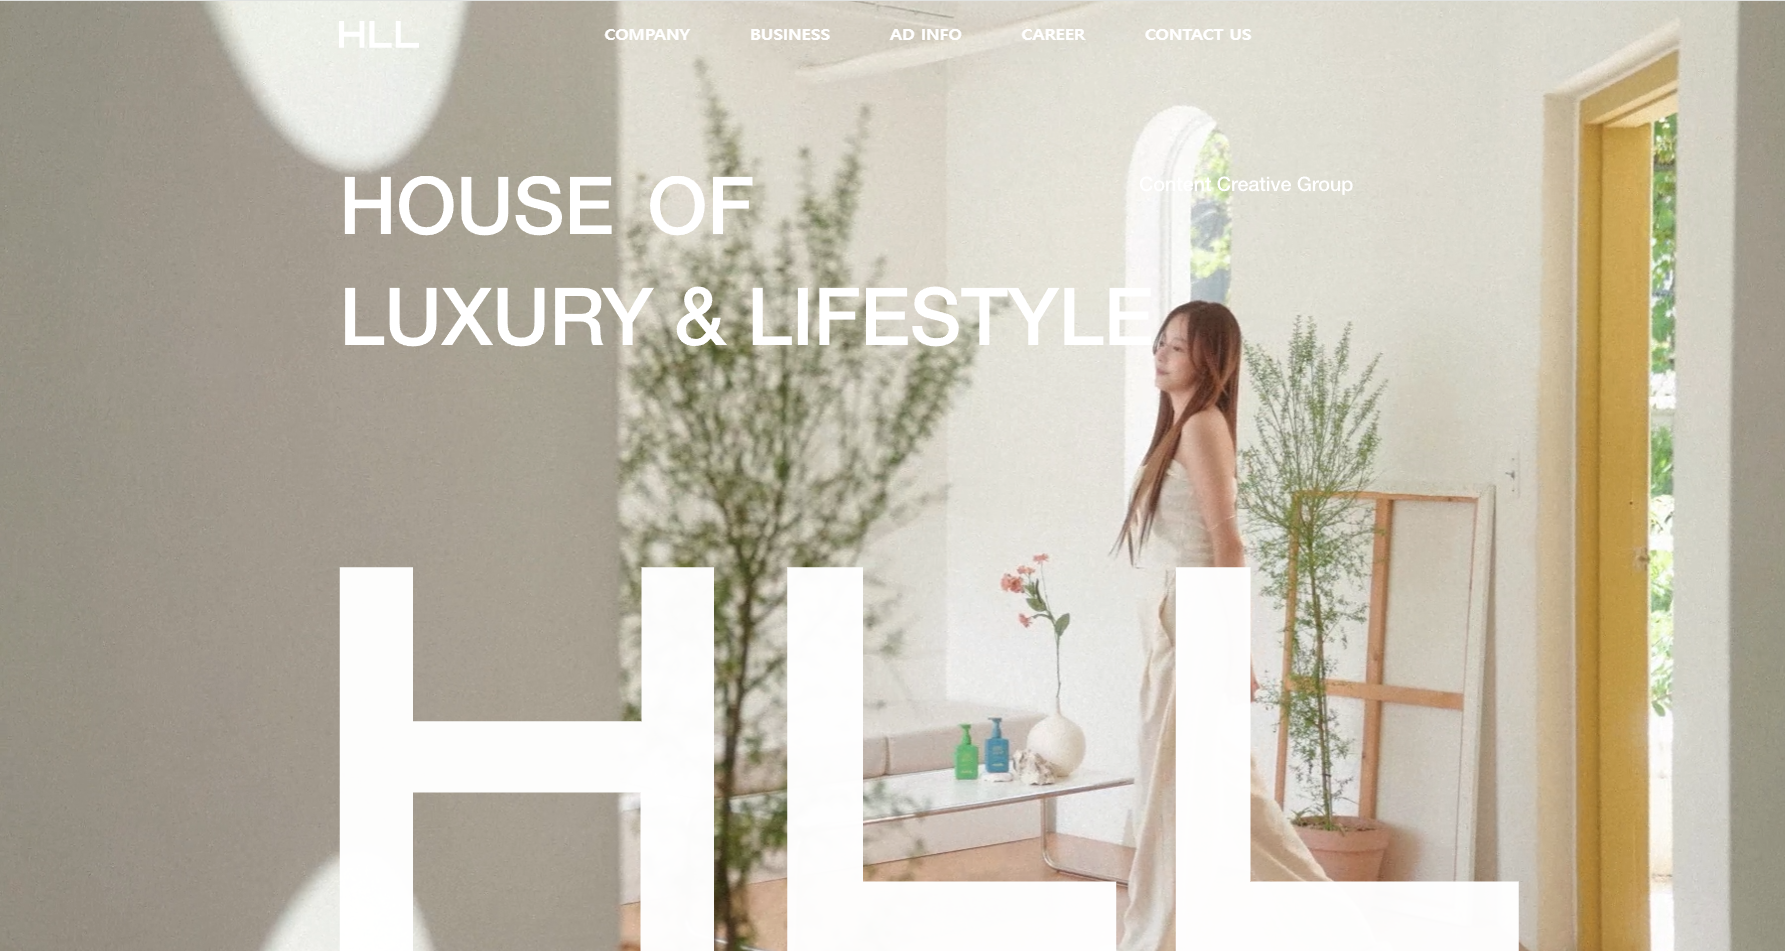 HLL
COMPANY
BUSINESS
AD INFO
CAREER
CONTACT US
HOUSE OF
Content Creative Group
LUXURY & LIFESTYLE
HLL